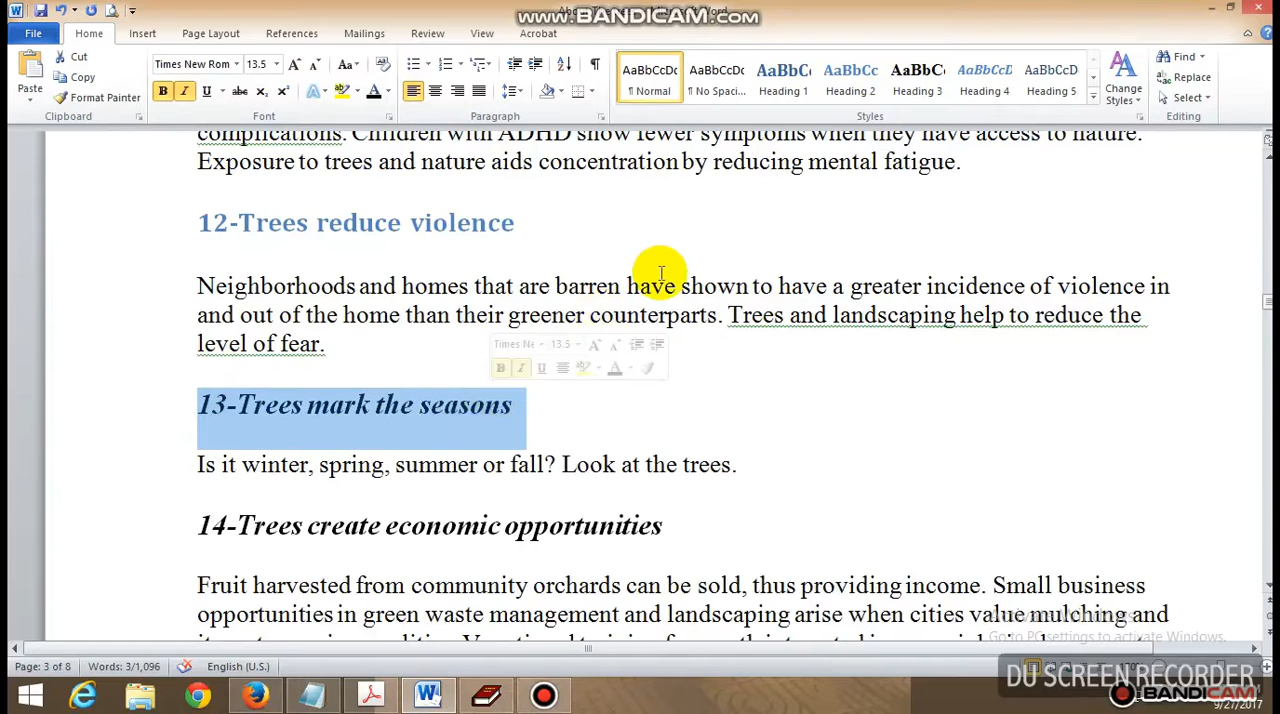 www.BANDICAM.com
File Home Insert Page Layout References Mailings Review View Acrobat
Cut
Copy
Format Painter
Paste
Times New Rom 13.5
AaBbCcDc AaBbCcDc AaBbC AaBbCc AaBbC AaBbCcD AaBbCcD
¶ Normal ¶ No Spaci... Heading 1 Heading 2 Heading 3 Heading 4 Heading 5
Change
Styles
Find
Replace
Select
Clipboard Font Paragraph Styles Editing
complications. Children with ADHD show fewer symptoms when they have access to nature.
Exposure to trees and nature aids concentration by reducing mental fatigue.
12-Trees reduce violence
Neighborhoods and homes that are barren have shown to have a greater incidence of violence in
and out of the home than their greener counterparts. Trees and landscaping help to reduce the
level of fear.
Times Ne 13.5
13-Trees mark the seasons
Is it winter, spring, summer or fall? Look at the trees.
14-Trees create economic opportunities
Fruit harvested from community orchards can be sold, thus providing income. Small business
opportunities in green waste management and landscaping arise when cities value mulching and
Activate Windows
Go to PC settings to activate Windows.
Page: 3 of 8 Words: 3/1,096 English (U.S.)
DU SCREEN RECORDER
BANDICAM
9/27/2017